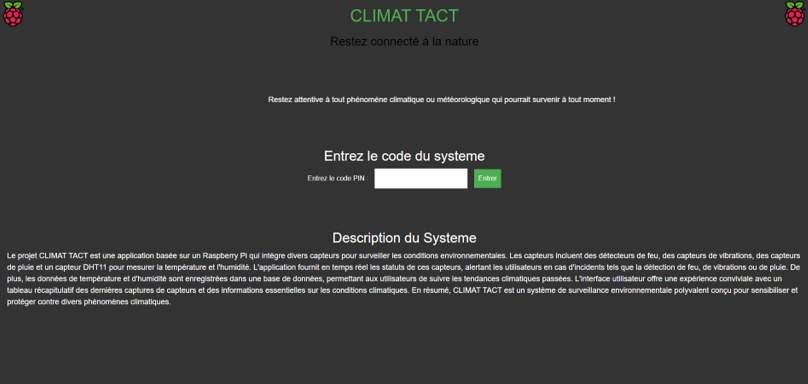 CLIMAT TACT
Restez connecté à la nature
Restez attentive à tout phénomène climatique ou météorologique qui pourrait survenir à tout moment !
Entrez le code du systeme
Entrez le code PIN
Entrer
Description du Systeme
Le projet CLIMAT TACT est une application basée sur un Raspberry Pi qui intègre divers capteurs pour surveiller les conditions environnementales. Les capteurs incluent des détecteurs de feu, des capteurs de vibrations, des capteurs
de pluie et un capteur DHT11 pour mesurer la température et l'humidité. L'application fournit en temps réel les statuts de ces capteurs, alertant les utilisateurs en cas d'incidents tels que la détection de feu, de vibrations ou de pluie. De
plus, les données de température et d'humidité sont enregistrées dans une base de données, permettant aux utilisateurs de suivre les tendances climatiques passées. L'interface utilisateur offre une expérience conviviale avec un
tableau récapitulatif des dernières captures de capteurs et des informations essentielles sur les conditions climatiques. En résumé, CLIMAT TACT est un système de surveillance environnementale polyvalent conçu pour sensibiliser et
protéger contre divers phénomènes climatiques.